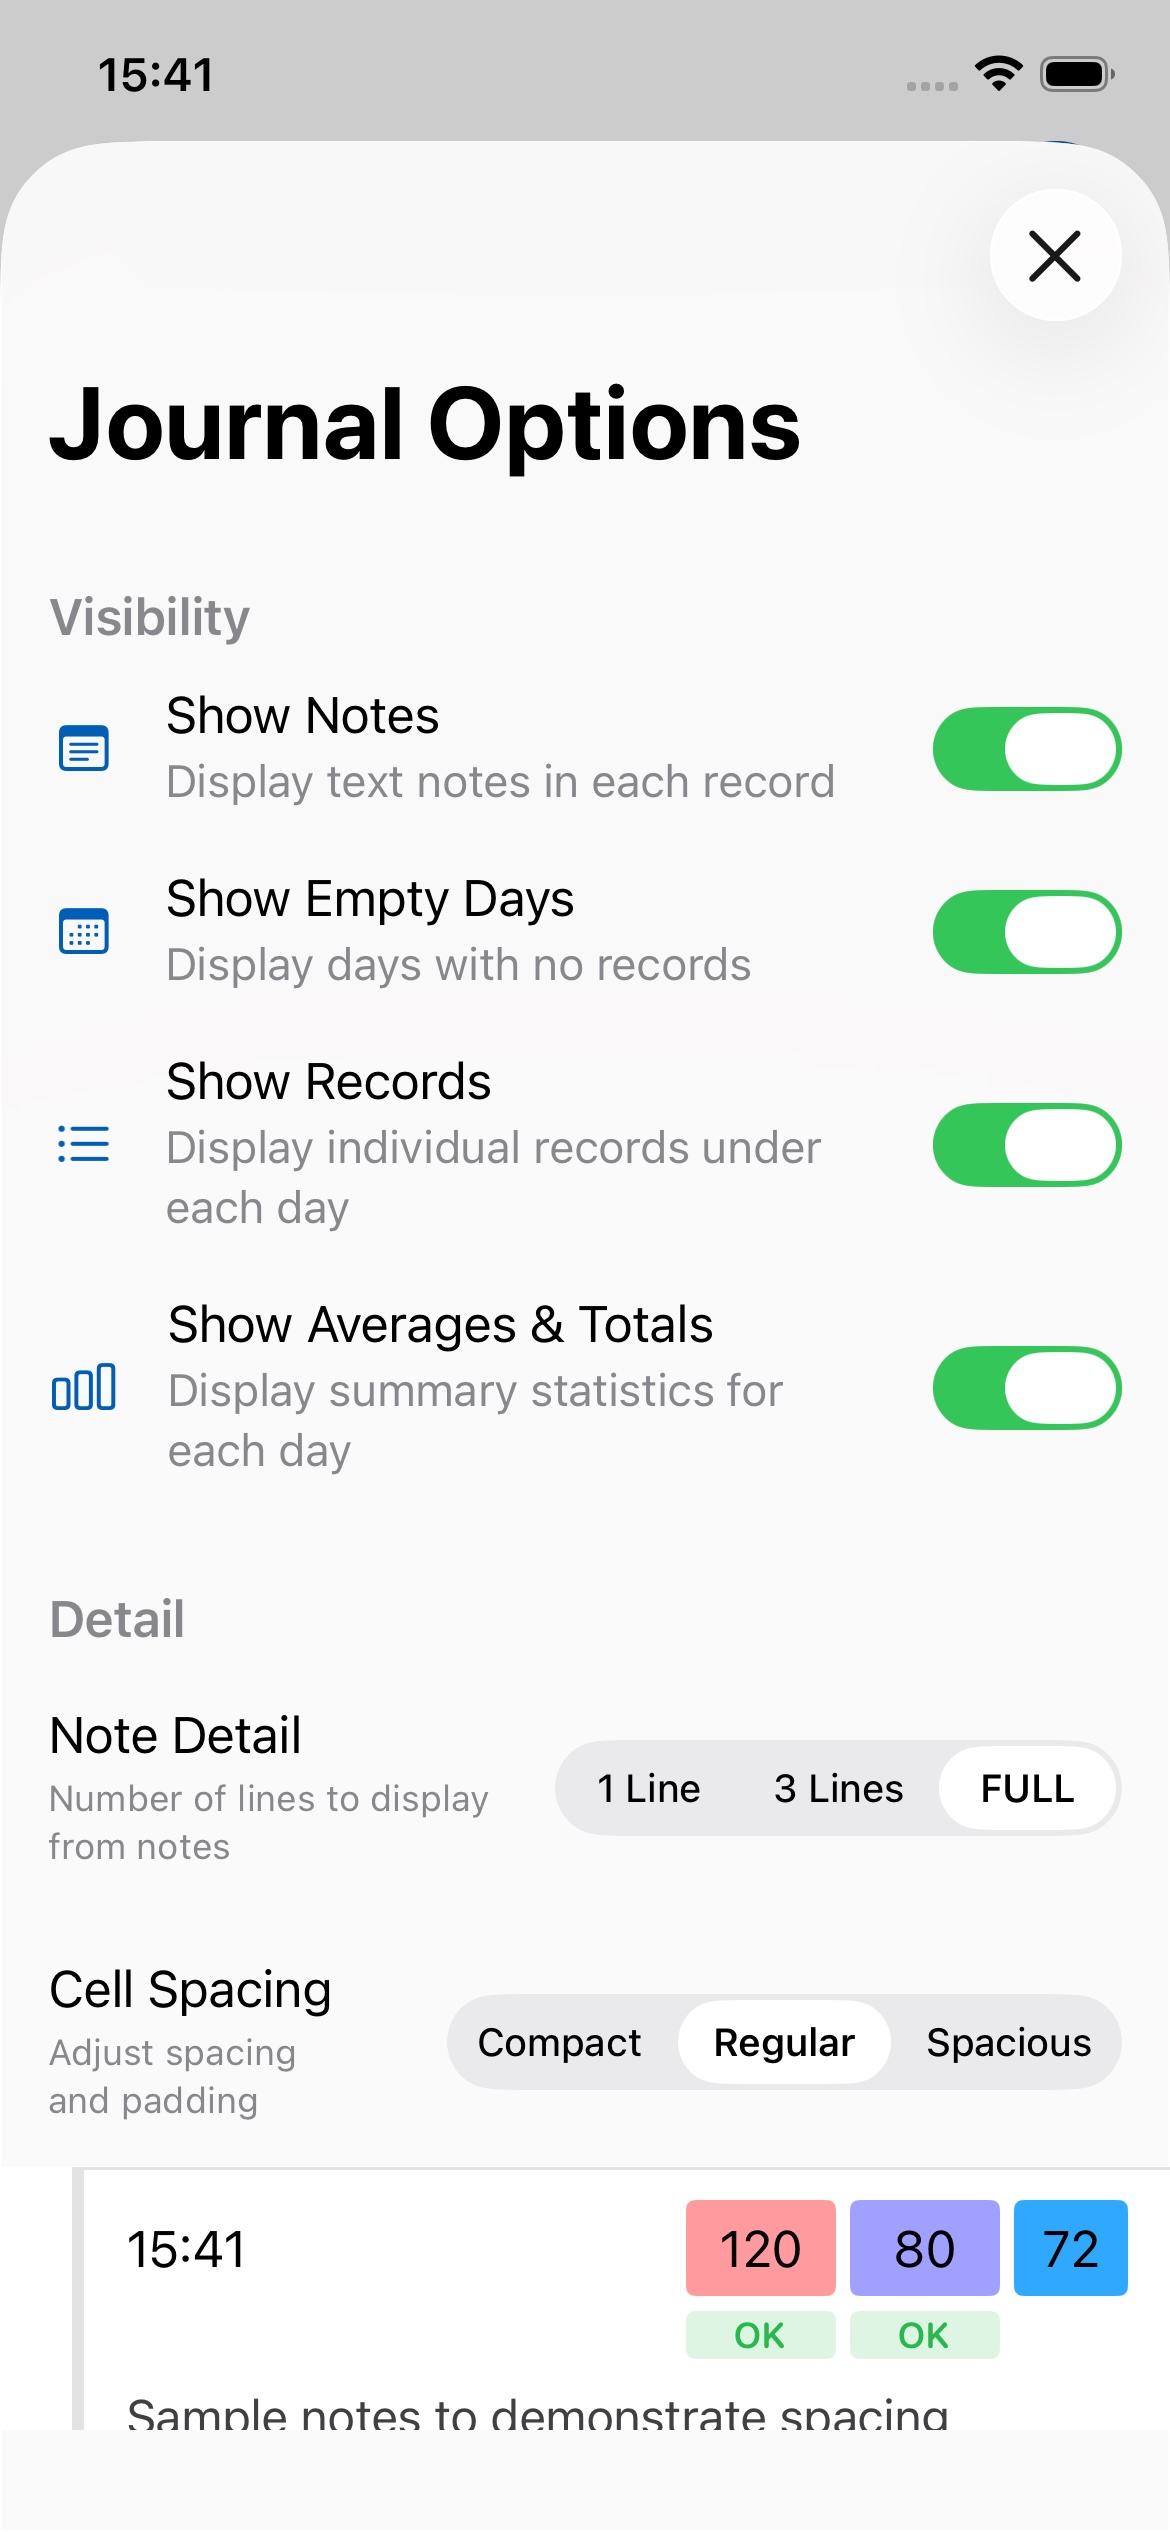 15:41
Journal Options
Visibility
Show Notes
Display text notes in each record
Show Empty Days
Display days with no records
Show Records
Display individual records under
each day
Show Averages & Totals
Display summary statistics for
each day
Detail
Note Detail
Number of lines to display
from notes
1 Line 3 Lines FULL
Cell Spacing
Adjust spacing
and padding
Compact Regular Spacious
15:41 120 80 72
OK OK
Sample notes to demonstrate spacing